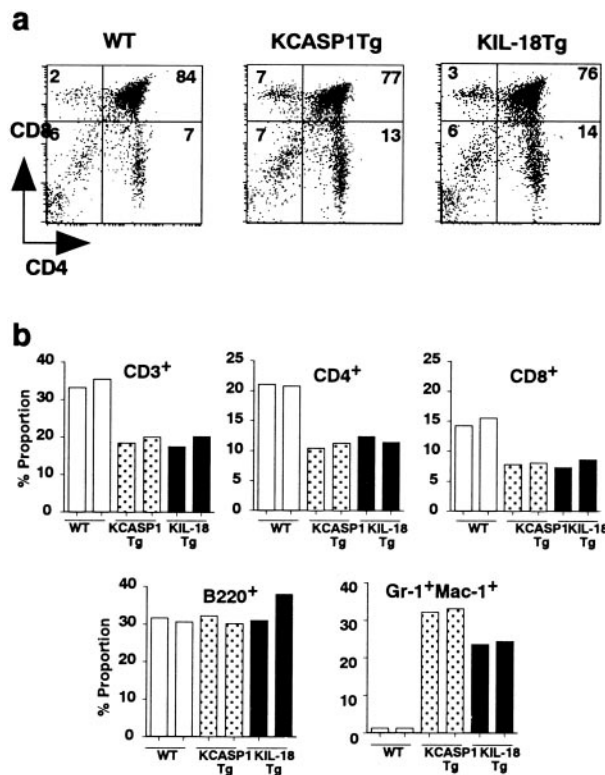 a
WT KCASP1Tg KIL-18Tg
2 84 7 77 3 76
CD8
6 7 7 13 6 14
CD4
b
CD3+ CD4+ CD8+
% Proportion
40
30
20
10
0
25
20
15
10
5
0
25
20
15
10
5
0
WT KCASP1 KIL-18 WT KCASP1 KIL-18 WT KCASP1 KIL-18
Tg Tg Tg Tg Tg Tg
B220+ Gr-1+Mac-1+
% Proportion
40
30
20
10
0
40
30
20
10
0
WT KCASP1 KIL-18 WT KCASP1 KIL-18
Tg Tg Tg Tg